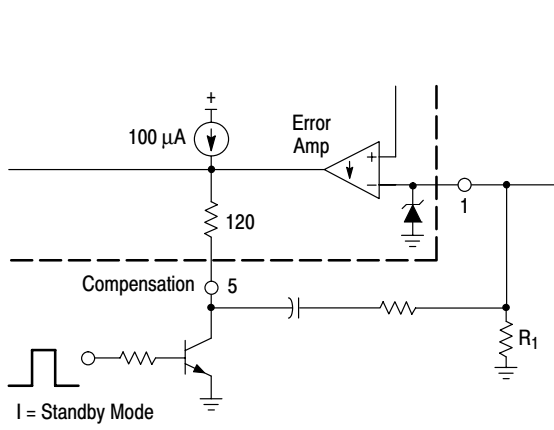 +
100 µA
Error
Amp
+
−
1
120
Compensation
5
R1
I = Standby Mode